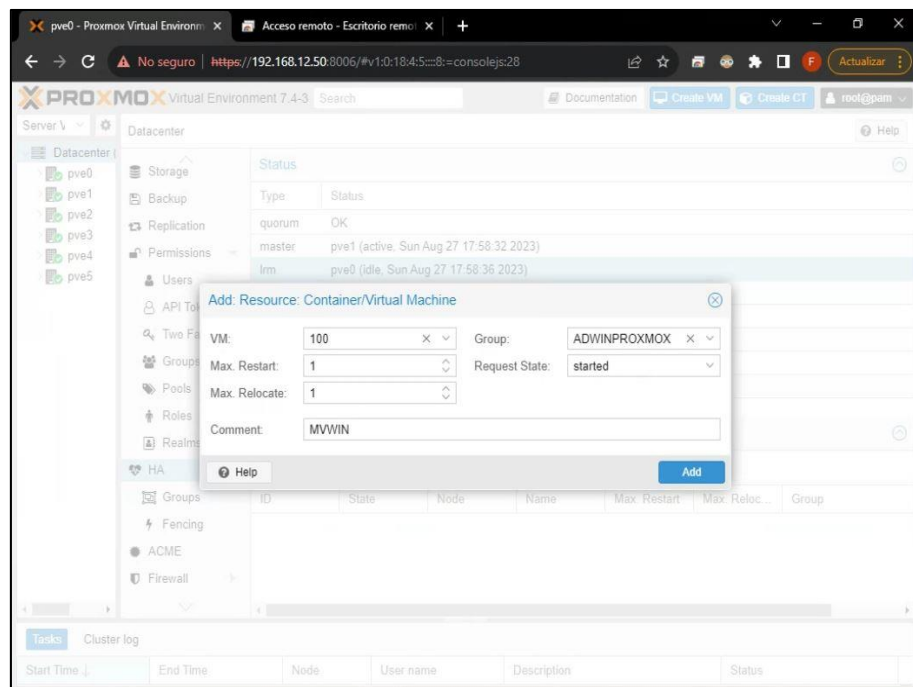 pve0 - Proxmox Virtual Environm
Acceso remoto - Escritorio remot
Actualizar
No seguro | https://192.168.12.50:8006/#v1:0:18:4:5::::8:=consolejs:28
F
PROXMOX Virtual Environment 7.4-3 Search Documentation Create VM Create CT root@pam
Server V Datacenter Help
Datacenter (
pve0
pve1
pve2
pve3
pve4
pve5
Storage
Backup
Replication
Permissions
Users
API Tok
Two Fa
Groups
Pools
Roles
Realms
HA
Groups
Fencing
ACME
Firewall
Status
Type Status
quorum OK
master pve1 (active, Sun Aug 27 17:58:32 2023)
lrm pve0 (idle, Sun Aug 27 17:58:36 2023)
Add: Resource: Container/Virtual Machine
VM: 100 Group: ADWINPROXMOX
Max. Restart: 1 Request State: started
Max. Relocate: 1
Comment: MVWIN
Help Add
ID State Node Name Max. Restart Max. Reloc... Group
Tasks Cluster log
Start Time End Time Node User name Description Status